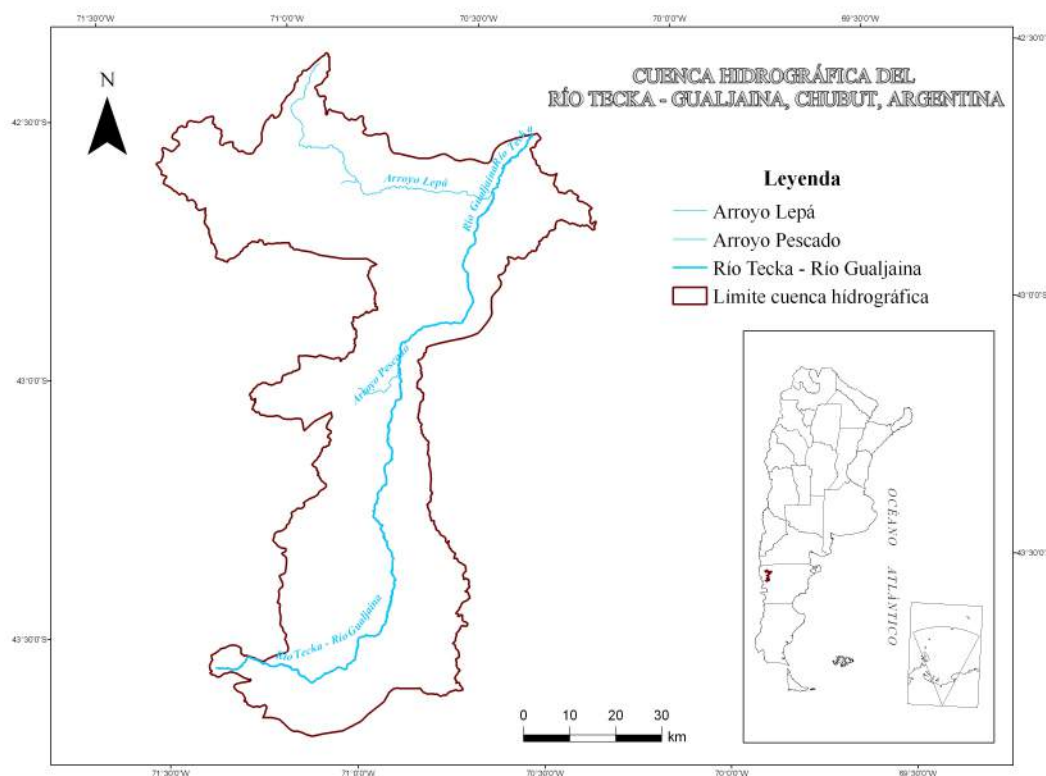 71°30'0"W
71°0'0"W
70°30'0"W
70°0'0"W
69°30'0"W
42°30'0"S
CUENCA HIDROGRÁFICA DEL
RÍO TECKA - GUALJAINA, CHUBUT, ARGENTINA
N
42°30'0"S
Río Gualjaina
Río Tecka
Arroyo Lepá
Leyenda
Arroyo Lepá
Arroyo Pescado
Río Tecka - Río Gualjaina
Límite cuenca hídrográfica
43°0'0"S
Arroyo Pescado
43°0'0"S
OCÉANO ATLÁNTICO
43°30'0"S
43°30'0"S
Río Tecka - Río Gualjaina
0 10 20 30
km
71°30'0"W
71°0'0"W
70°30'0"W
70°0'0"W
69°30'0"W